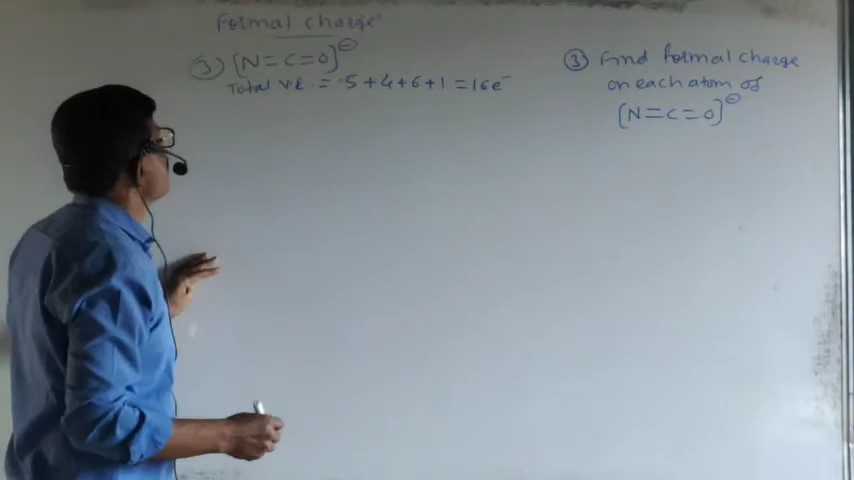 Formal charge
③ [N=C=O]⊖
Total V.E. = 5+4+6+1 = 16e⁻
③ Find formal charge
on each atom of
[N=C=O]⊖